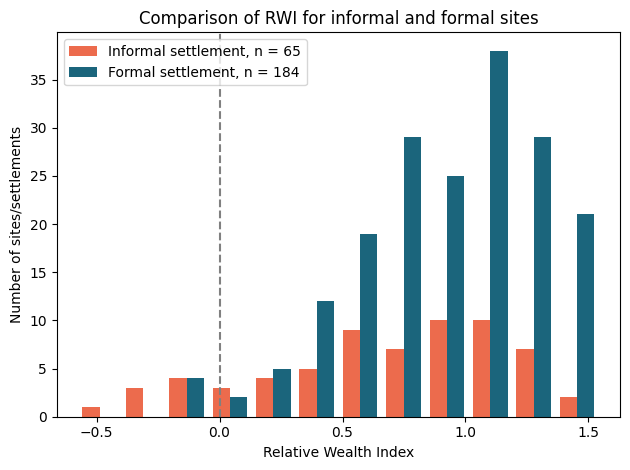 Comparison of RWI for informal and formal sites
Informal settlement, n = 65
Formal settlement, n = 184
Number of sites/settlements
35
30
25
20
15
10
5
0
−0.5 0.0 0.5 1.0 1.5
Relative Wealth Index